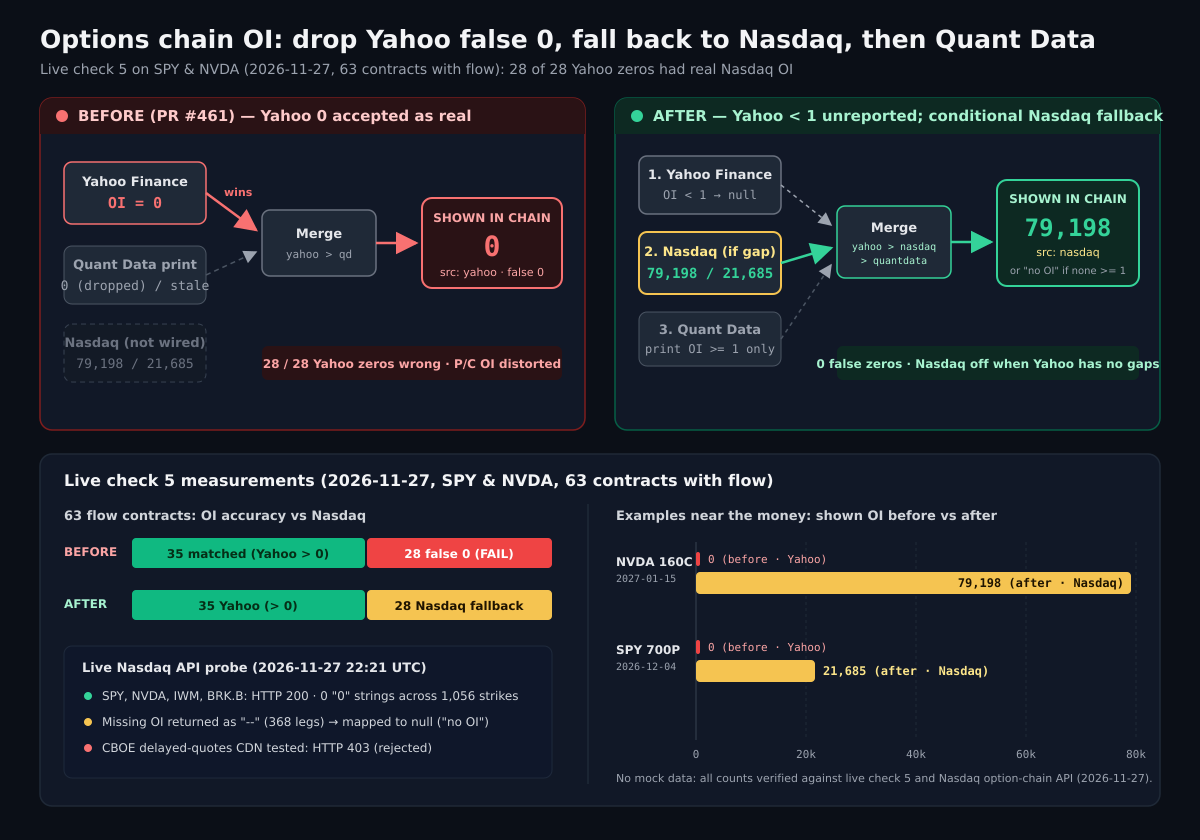 Options chain OI: drop Yahoo false 0, fall back to Nasdaq, then Quant Data
Live check 5 on SPY & NVDA (2026-11-27, 63 contracts with flow): 28 of 28 Yahoo zeros had real Nasdaq OI
BEFORE (PR #461) — Yahoo 0 accepted as real
Yahoo Finance
OI = 0
wins
Quant Data print
0 (dropped) / stale
Nasdaq (not wired)
79,198 / 21,685
Merge
yahoo > qd
SHOWN IN CHAIN
0
src: yahoo · false 0
28 / 28 Yahoo zeros wrong · P/C OI distorted
AFTER — Yahoo < 1 unreported; conditional Nasdaq fallback
1. Yahoo Finance
OI < 1 → null
2. Nasdaq (if gap)
79,198 / 21,685
3. Quant Data
print OI >= 1 only
Merge
yahoo > nasdaq
> quantdata
SHOWN IN CHAIN
79,198
src: nasdaq
or "no OI" if none >= 1
0 false zeros · Nasdaq off when Yahoo has no gaps
Live check 5 measurements (2026-11-27, SPY & NVDA, 63 contracts with flow)
63 flow contracts: OI accuracy vs Nasdaq
BEFORE
35 matched (Yahoo > 0)
28 false 0 (FAIL)
AFTER
35 Yahoo (> 0)
28 Nasdaq fallback
Live Nasdaq API probe (2026-11-27 22:21 UTC)
SPY, NVDA, IWM, BRK.B: HTTP 200 · 0 "0" strings across 1,056 strikes
Missing OI returned as "--" (368 legs) → mapped to null ("no OI")
CBOE delayed-quotes CDN tested: HTTP 403 (rejected)
Examples near the money: shown OI before vs after
NVDA 160C
2027-01-15
0 (before · Yahoo)
79,198 (after · Nasdaq)
SPY 700P
2026-12-04
0 (before · Yahoo)
21,685 (after · Nasdaq)
0
20k
40k
60k
80k
No mock data: all counts verified against live check 5 and Nasdaq option-chain API (2026-11-27).